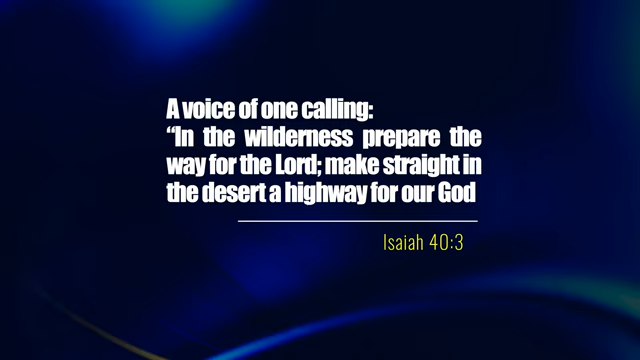 A voice of one calling:
“In the wilderness prepare the
way for the Lord; make straight in
the desert a highway for our God
Isaiah 40:3